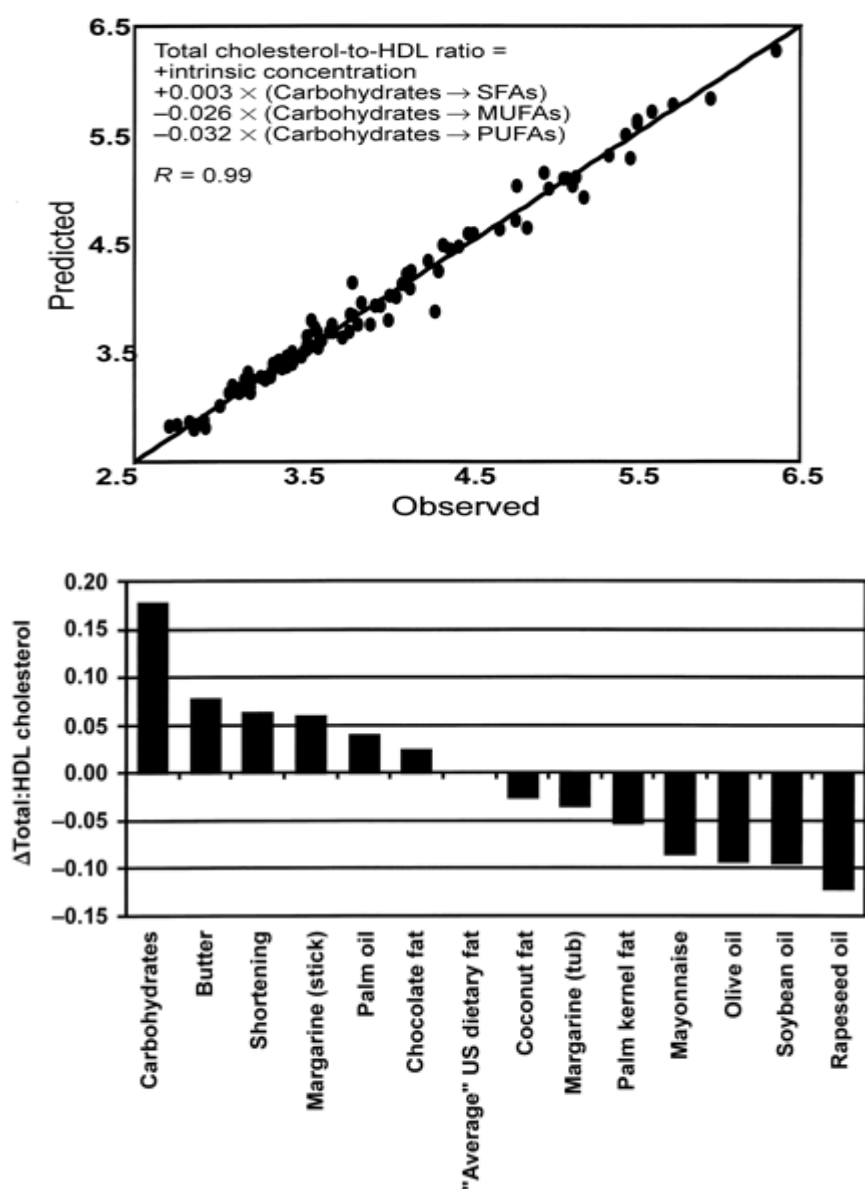 6.5
Total cholesterol-to-HDL ratio =
+intrinsic concentration
+0.003 × (Carbohydrates → SFAs)
–0.026 × (Carbohydrates → MUFAs)
–0.032 × (Carbohydrates → PUFAs)
R = 0.99
5.5
4.5
3.5
Predicted
2.5 3.5 4.5 5.5 6.5
Observed
ΔTotal:HDL cholesterol
0.20
0.15
0.10
0.05
0.00
–0.05
–0.10
–0.15
Carbohydrates
Butter
Shortening
Margarine (stick)
Palm oil
Chocolate fat
"Average" US dietary fat
Coconut fat
Margarine (tub)
Palm kernel fat
Mayonnaise
Olive oil
Soybean oil
Rapeseed oil